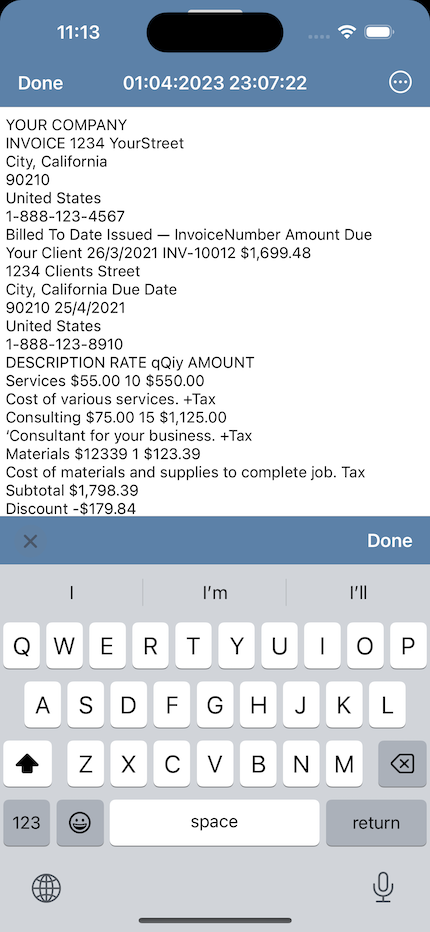 11:13
Done 01:04:2023 23:07:22
YOUR COMPANY
INVOICE 1234 YourStreet
City, California
90210
United States
1-888-123-4567
Billed To Date Issued — InvoiceNumber Amount Due
Your Client 26/3/2021 INV-10012 $1,699.48
1234 Clients Street
City, California Due Date
90210 25/4/2021
United States
1-888-123-8910
DESCRIPTION RATE qQiy AMOUNT
Services $55.00 10 $550.00
Cost of various services. +Tax
Consulting $75.00 15 $1,125.00
‘Consultant for your business. +Tax
Materials $12339 1 $123.39
Cost of materials and supplies to complete job. Tax
Subtotal $1,798.39
Discount -$179.84
Done
I I’m I’ll
Q W E R T Y U I O P
A S D F G H J K L
Z X C V B N M
123 space return